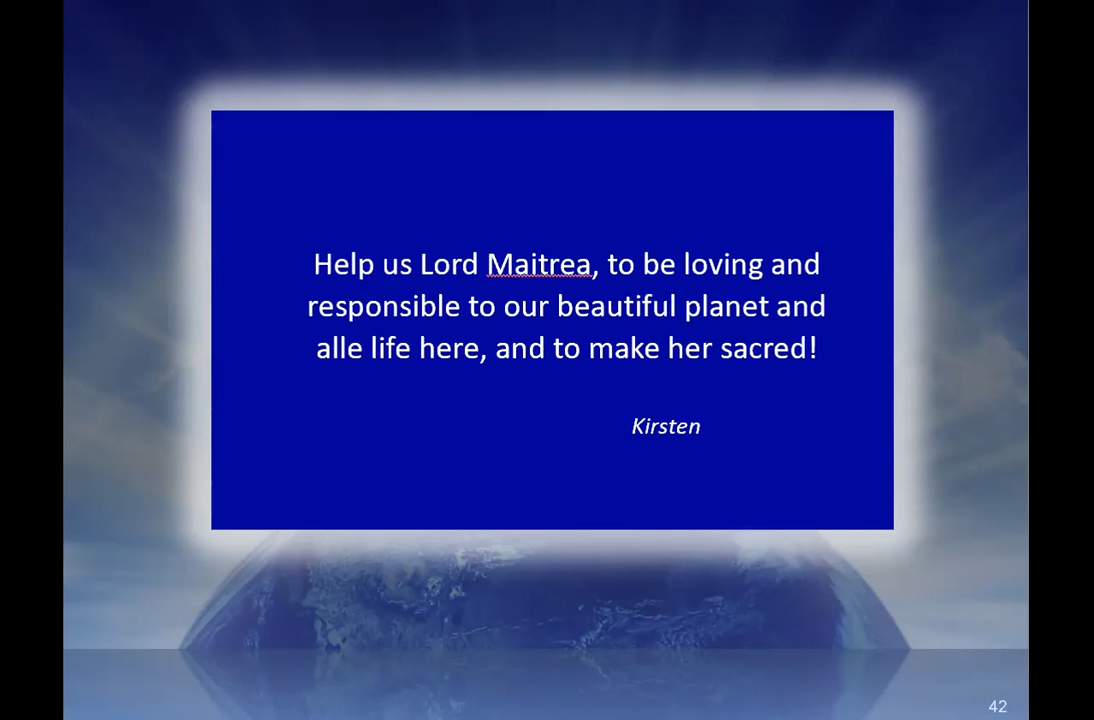 Help us Lord Maitrea, to be loving and
responsible to our beautiful planet and
alle life here, and to make her sacred!
Kirsten
42